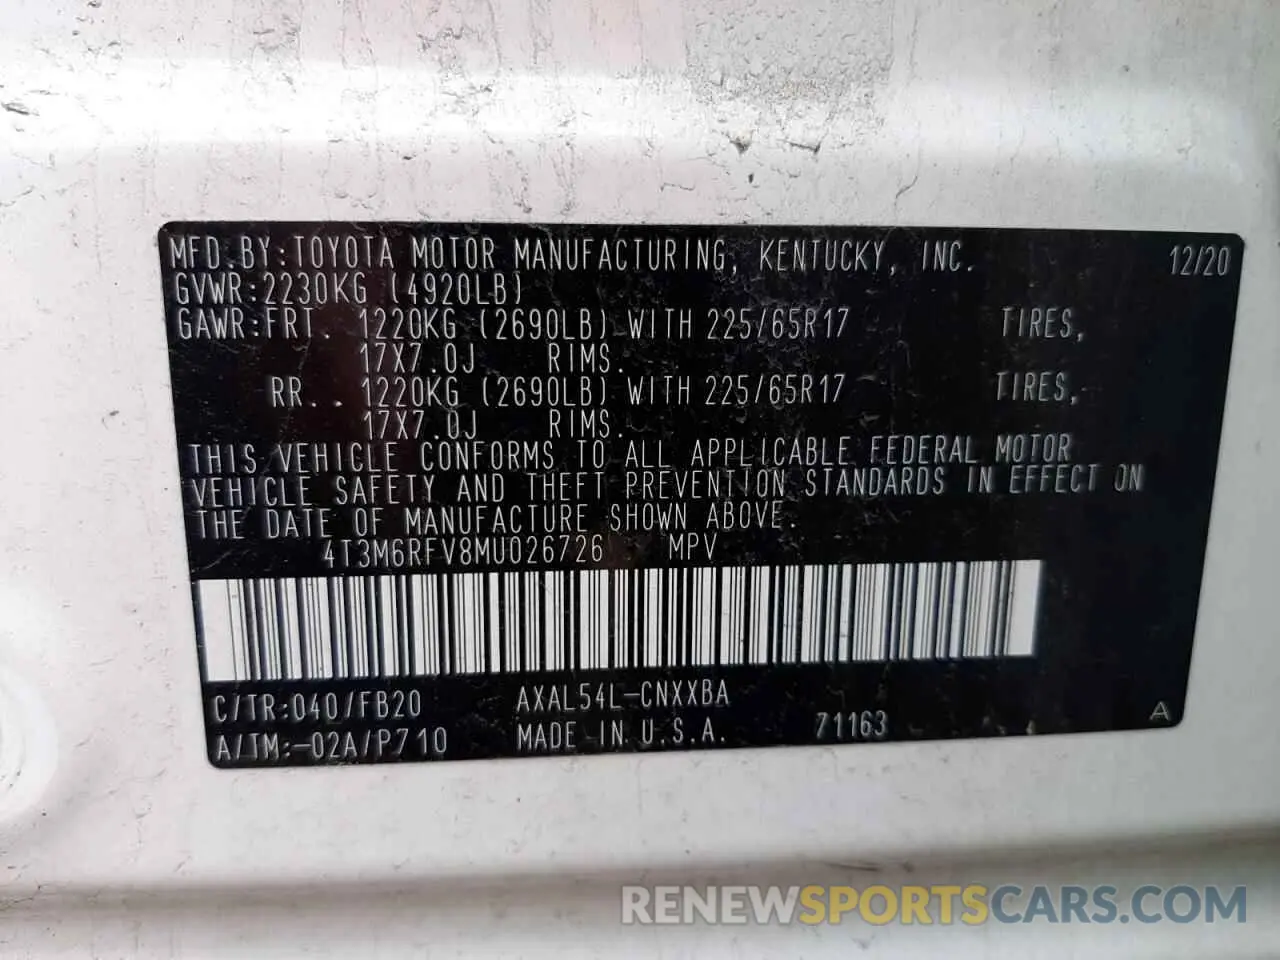 MFD.BY:TOYOTA MOTOR MANUFACTURING, KENTUCKY, INC. 12/20
GVWR:2230KG (4920LB)
GAWR:FRT. 1220KG (2690LB) WITH 225/65R17 TIRES,
17X7.0J RIMS.
RR. 1220KG (2690LB) WITH 225/65R17 TIRES,
17X7.0J RIMS.
THIS VEHICLE CONFORMS TO ALL APPLICABLE FEDERAL MOTOR
VEHICLE SAFETY AND THEFT PREVENTION STANDARDS IN EFFECT ON
THE DATE OF MANUFACTURE SHOWN ABOVE.
4T3M6RFV8MU026726 MPV
C/TR:040/FB20 AXAL54L-CNXXBA
A/TM:-02A/P710 MADE IN U.S.A. 71163 A
RENEWSPORTSCARS.COM